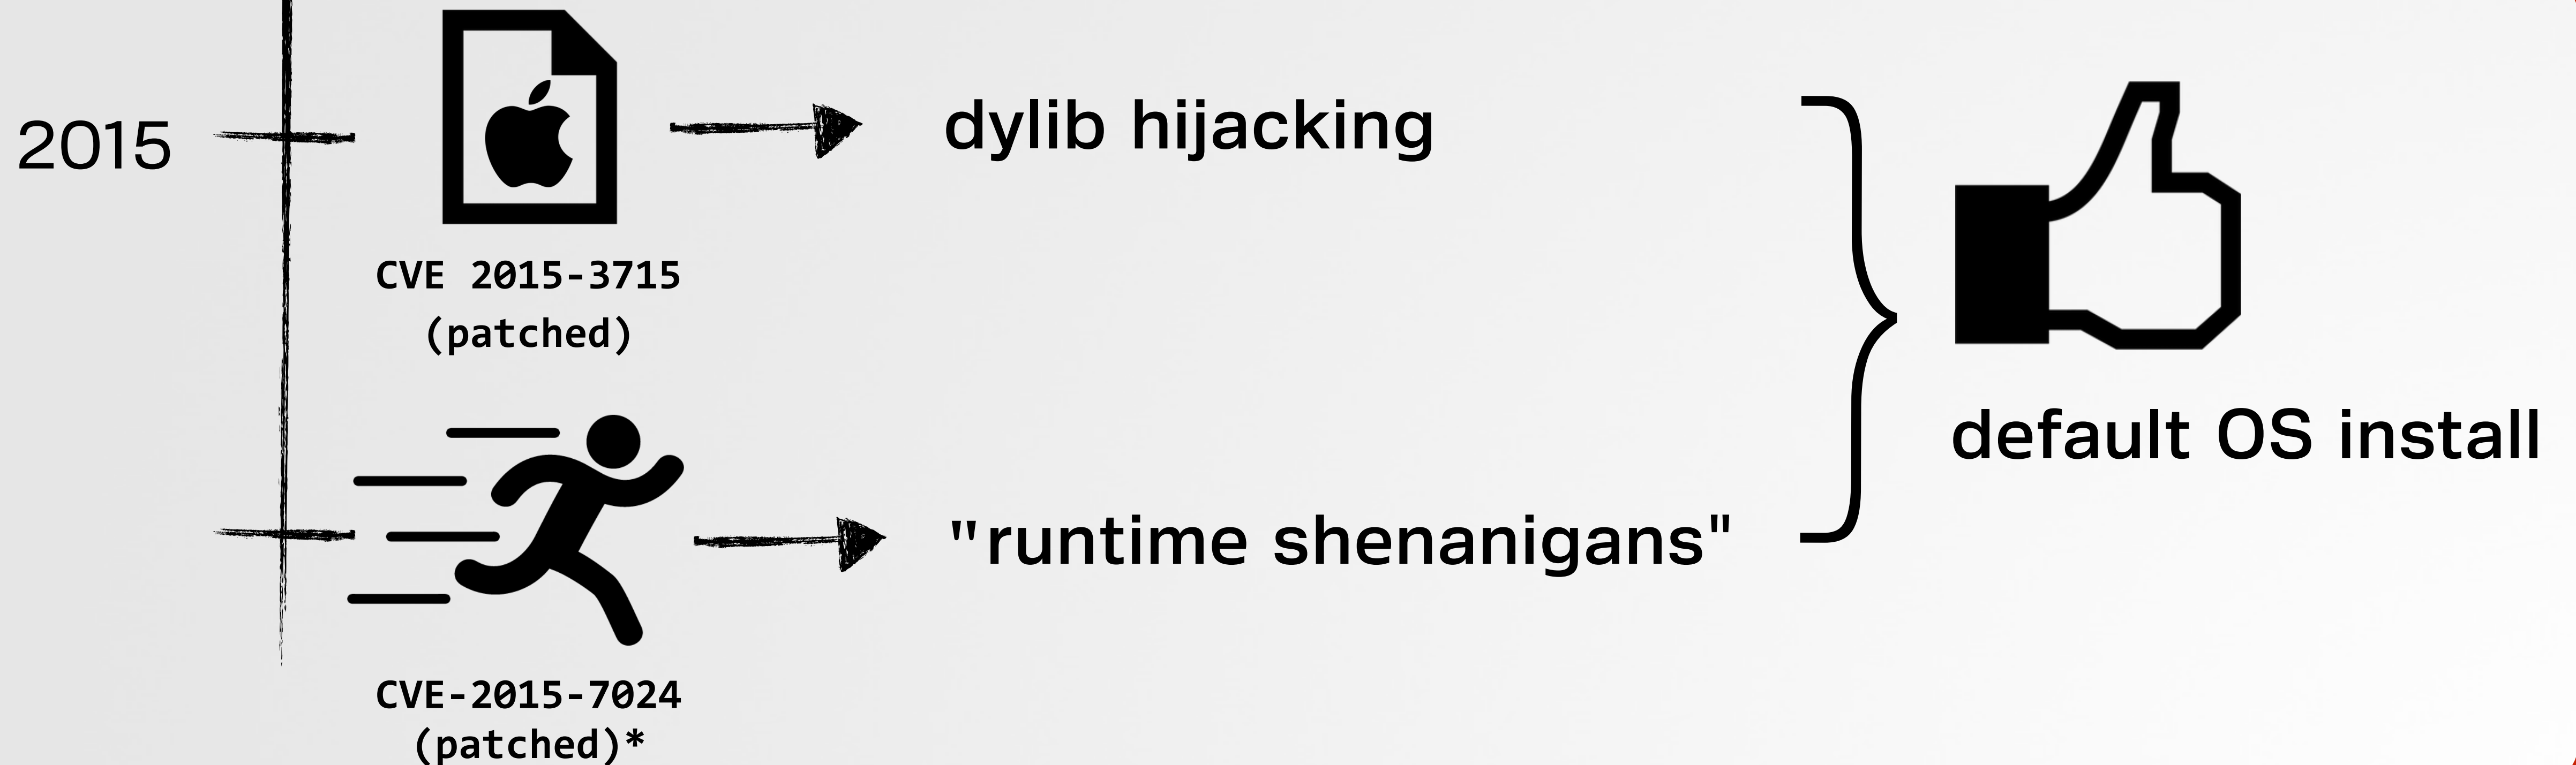 2015
dylib hijacking
CVE 2015-3715
(patched)
default OS install
"runtime shenanigans"
CVE-2015-7024
(patched)*